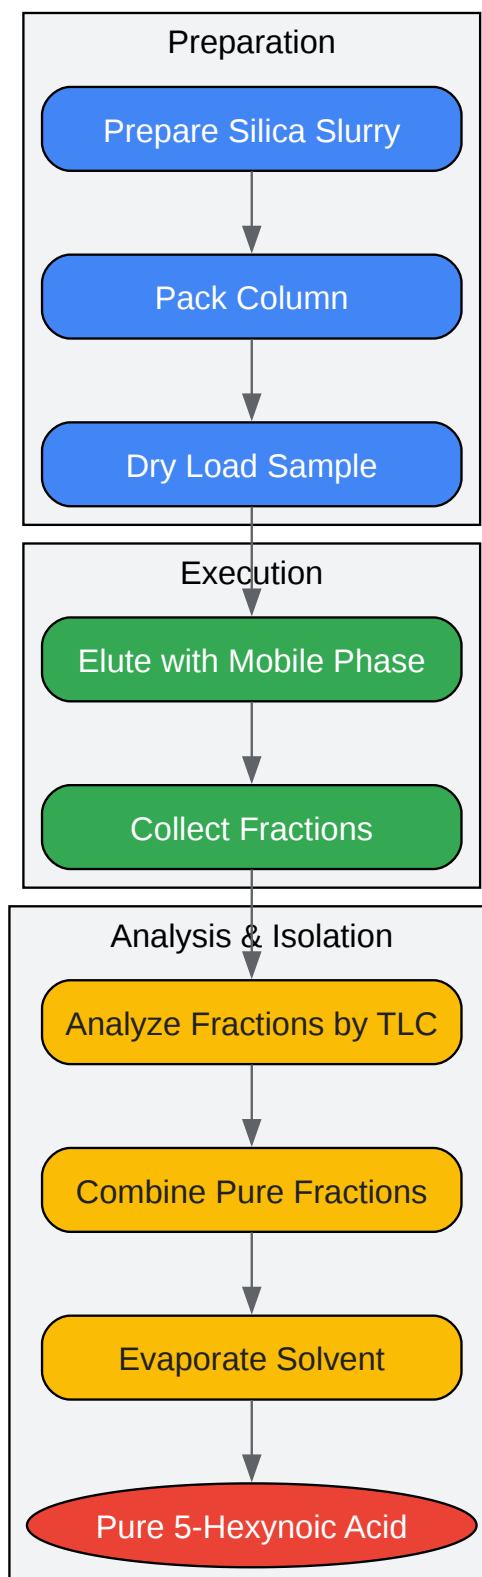 Preparation
Prepare Silica Slurry
Pack Column
Dry Load Sample
Execution
Elute with Mobile Phase
Collect Fractions
Analysis & Isolation
Analyze Fractions by TLC
Combine Pure Fractions
Evaporate Solvent
Pure 5-Hexynoic Acid